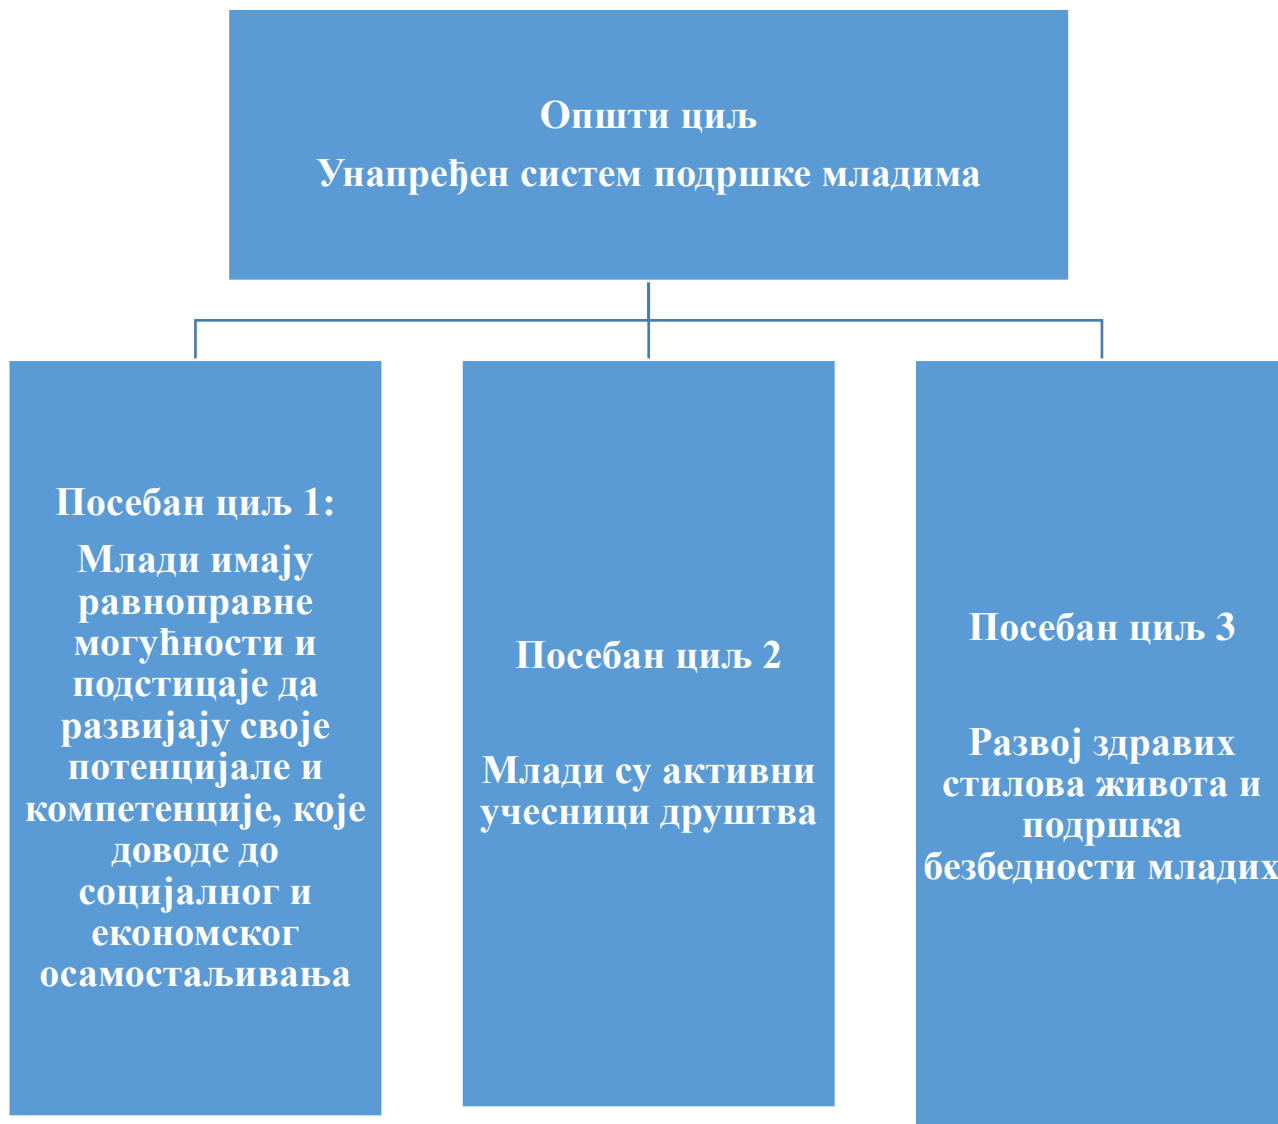 Општи циљ
Унапређен систем подршке младима
Посебан циљ 1:
Млади имају
равноправне
могућности и
подстицаје да
развијају своје
потенцијале и
компетенције, које
доводе до
социјалног и
економског
осамостаљивања
Посебан циљ 2
Млади су активни
учесници друштва
Посебан циљ 3
Развој здравих
стилова живота и
подршка
безбедности младих